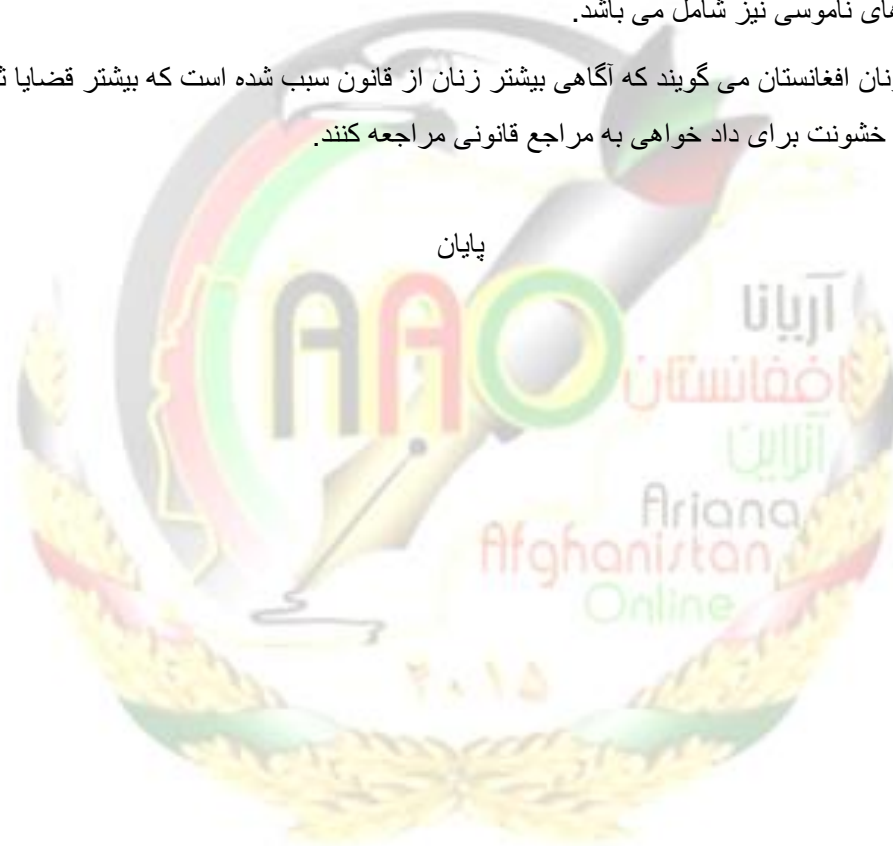 های ناموسی نیز شامل می باشد.
زنان افغانستان می گویند که آگاهی بیشتر زنان از قانون سبب شده است که بیشتر قضایا
خشونت برای داد خواهی به مراجع قانونی مراجعه کنند.
پایان
AAO
آریانا
افغانستان
آنلاین
Ariana
Afghanistan
Online
۲۰۱۵